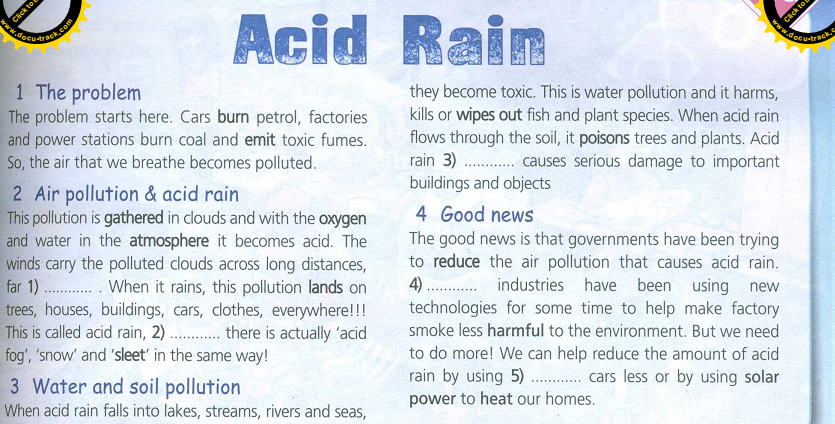 Acid Rain
1 The problem
The problem starts here. Cars burn petrol, factories
and power stations burn coal and emit toxic fumes.
So, the air that we breathe becomes polluted.
2 Air pollution & acid rain
This pollution is gathered in clouds and with the oxygen
and water in the atmosphere it becomes acid. The
winds carry the polluted clouds across long distances,
far 1) ............ . When it rains, this pollution lands on
trees, houses, buildings, cars, clothes, everywhere!!!
This is called acid rain, 2) ............ there is actually 'acid
fog', 'snow' and 'sleet' in the same way!
3 Water and soil pollution
When acid rain falls into lakes, streams, rivers and seas,
they become toxic. This is water pollution and it harms,
kills or wipes out fish and plant species. When acid rain
flows through the soil, it poisons trees and plants. Acid
rain 3) ............ causes serious damage to important
buildings and objects
4 Good news
The good news is that governments have been trying
to reduce the air pollution that causes acid rain.
4) ............ industries have been using new
technologies for some time to help make factory
smoke less harmful to the environment. But we need
to do more! We can help reduce the amount of acid
rain by using 5) ............ cars less or by using solar
power to heat our homes.
Click to
www.docu-track.com
Click to
www.docu-track.com